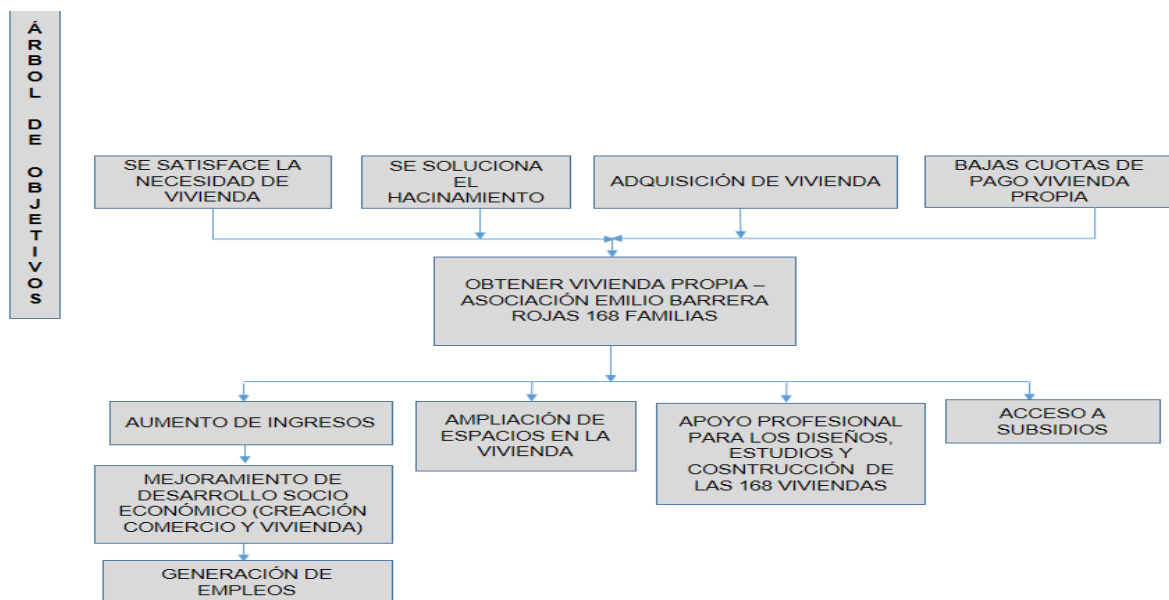 ÁRBOL DE OBJETIVOS
SE SATISFACE LA
NECESIDAD DE
VIVIENDA
SE SOLUCIONA
EL
HACINAMIENTO
ADQUISICIÓN DE VIVIENDA
BAJAS CUOTAS DE
PAGO VIVIENDA
PROPIA
OBTENER VIVIENDA PROPIA –
ASOCIACIÓN EMILIO BARRERA
ROJAS 168 FAMILIAS
AUMENTO DE INGRESOS
AMPLIACIÓN DE
ESPACIOS EN LA
VIVIENDA
APOYO PROFESIONAL
PARA LOS DISEÑOS,
ESTUDIOS Y
COSNTRUCCIÓN DE
LAS 168 VIVIENDAS
ACCESO A
SUBSIDIOS
MEJORAMIENTO DE
DESARROLLO SOCIO
ECONÓMICO (CREACIÓN
COMERCIO Y VIVIENDA)
GENERACIÓN DE
EMPLEOS